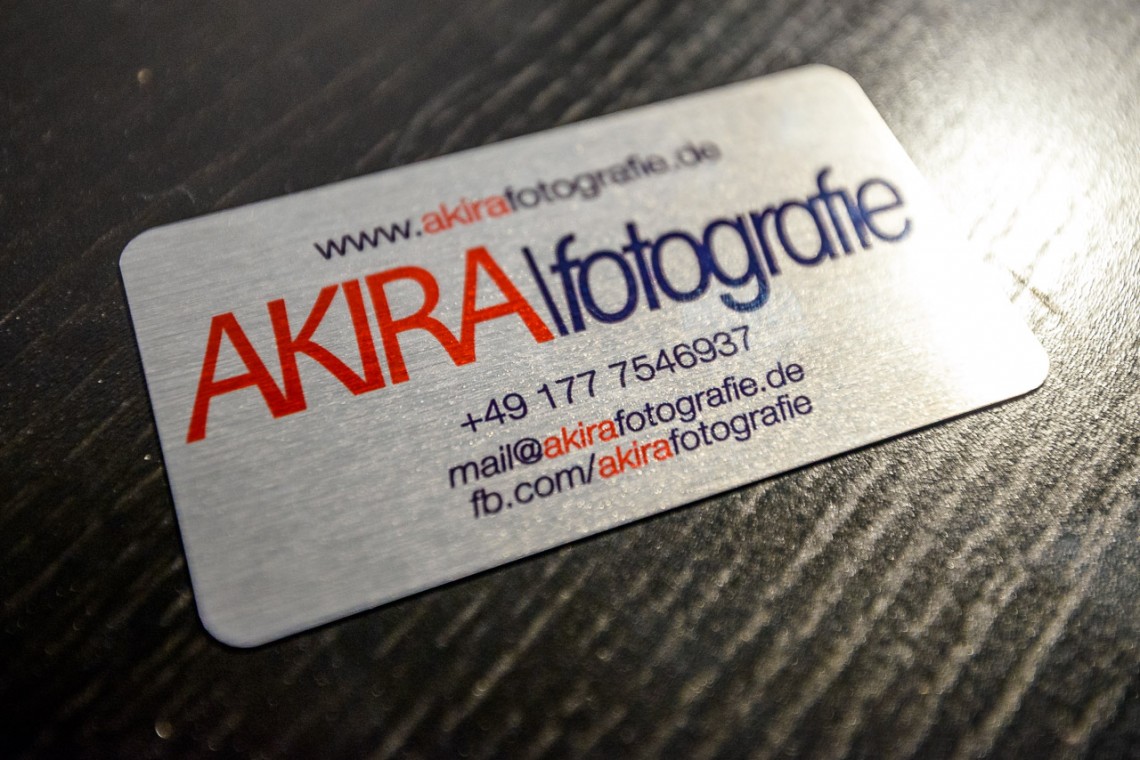 www.akirafotografie.de
AKIRA\fotografie
+49 177 7546937
mail@akirafotografie.de
fb.com/akirafotografie